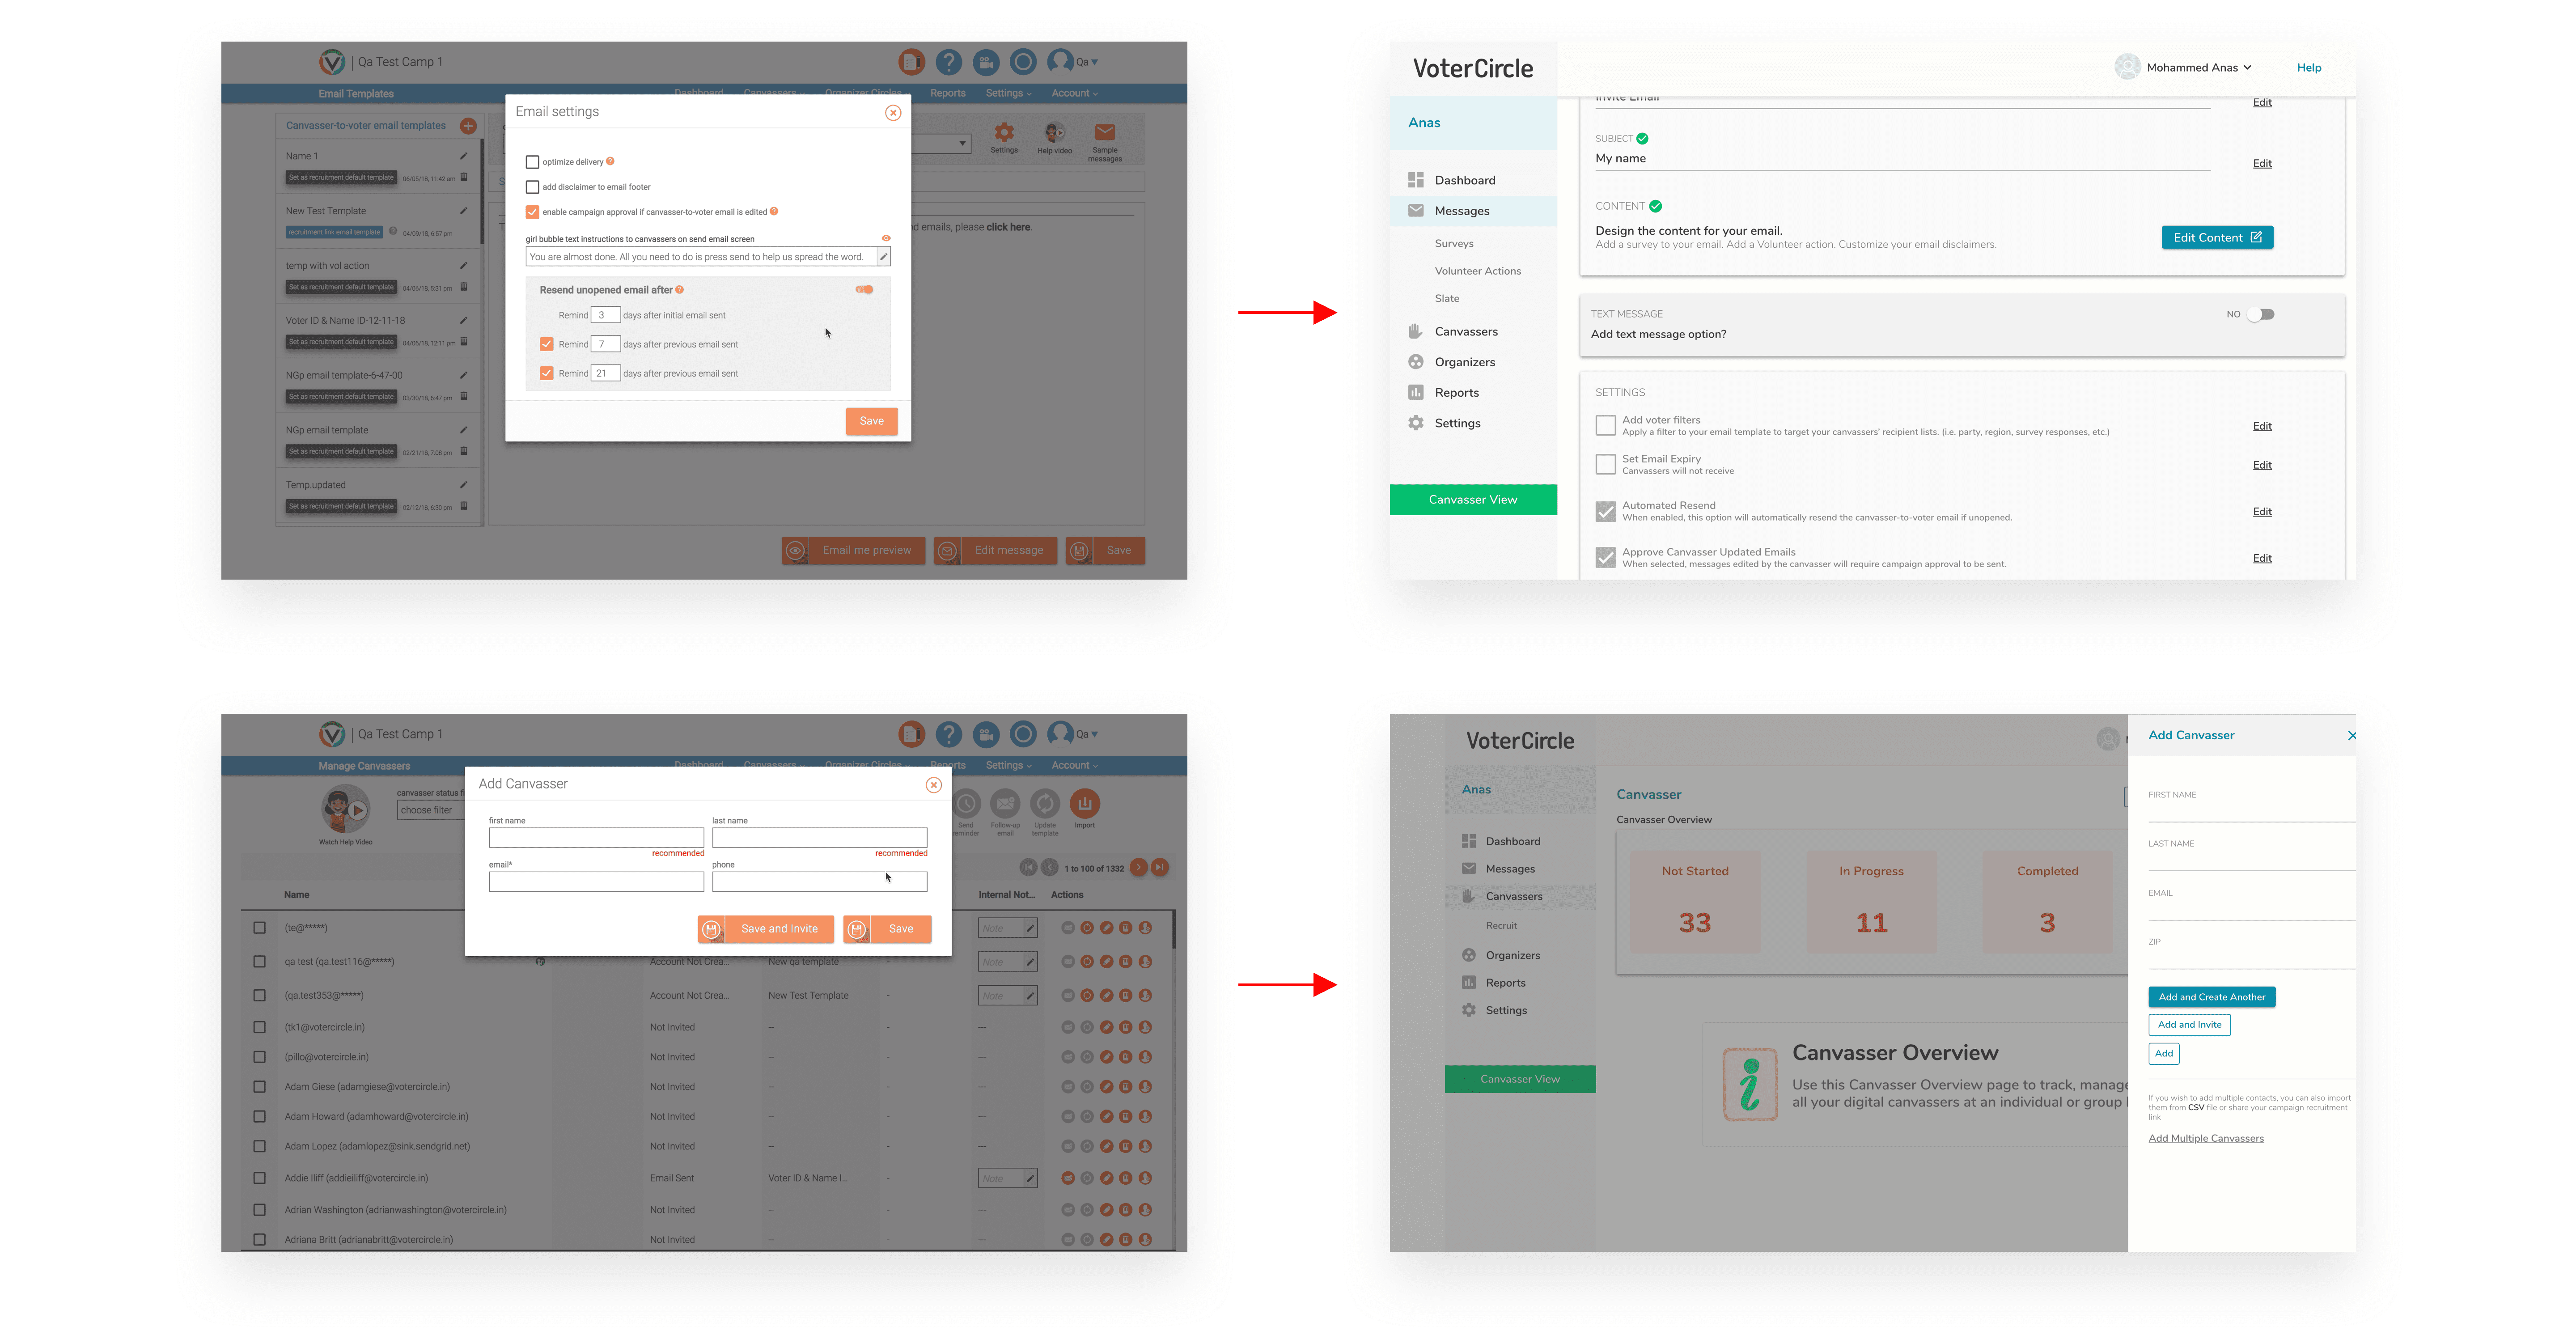 Qa Test Camp 1
Qa
Email Templates
Dashboard Canvassers Organizer Circles Reports Settings Account
Canvasser-to-voter email templates
Name 1
Set as recruitment default template 06/05/18, 11:42 am
New Test Template
recruitment link email template 04/09/18, 6:57 pm
temp with vol action
Set as recruitment default template 04/06/18, 5:31 pm
Voter ID & Name ID-12-11-18
Set as recruitment default template 04/06/18, 12:11 pm
NGp email template-6-47-00
Set as recruitment default template 03/30/18, 6:47 pm
NGp email template
Set as recruitment default template 02/21/18, 7:08 pm
Temp.updated
Set as recruitment default template 02/12/18, 6:30 pm
Settings
Help video
Sample
messages
d emails, please click here.
Email settings
optimize delivery
add disclaimer to email footer
enable campaign approval if canvasser-to-voter email is edited
girl bubble text instructions to canvassers on send email screen
You are almost done. All you need to do is press send to help us spread the word.
Resend unopened email after
Remind 3 days after initial email sent
Remind 7 days after previous email sent
Remind 21 days after previous email sent
Save
Email me preview
Edit message
Save
VoterCircle
Mohammed Anas
Help
Anas
Dashboard
Messages
Surveys
Volunteer Actions
Slate
Canvassers
Organizers
Reports
Settings
Canvasser View
Invite Email
Edit
SUBJECT
My name
Edit
CONTENT
Design the content for your email.
Add a survey to your email. Add a Volunteer action. Customize your email disclaimers.
Edit Content
TEXT MESSAGE
NO
Add text message option?
SETTINGS
Add voter filters
Apply a filter to your email template to target your canvassers' recipient lists. (i.e. party, region, survey responses, etc.)
Edit
Set Email Expiry
Canvassers will not receive
Edit
Automated Resend
When enabled, this option will automatically resend the canvasser-to-voter email if unopened.
Edit
Approve Canvasser Updated Emails
When selected, messages edited by the canvasser will require campaign approval to be sent.
Edit
Qa Test Camp 1
Qa
Manage Canvassers
Dashboard Canvassers Organizer Circles Reports Settings Account
Watch Help Video
canvasser status fi
choose filter
Send
reminder
Follow-up
email
Update
template
Import
1 to 100 of 1332
Add Canvasser
first name
last name
recommended
recommended
email*
phone
Save and Invite
Save
Name
Internal Not...
Actions
(te@*****) Note
qa test (qa.test116@*****) Account Not Crea... New qa template - Note
(qa.test353@*****) Account Not Crea... New Test Template - Note
(tk1@votercircle.in) Not Invited -- - ---
(pillo@votercircle.in) Not Invited -- - ---
Adam Giese (adamgiese@votercircle.in) Not Invited -- - ---
Adam Howard (adamhoward@votercircle.in) Not Invited -- - ---
Adam Lopez (adamlopez@sink.sendgrid.net) Not Invited -- - ---
Addie Iliff (addieiliff@votercircle.in) Email Sent Voter ID & Name I... - Note
Adrian Washington (adrianwashington@votercircle.in) Not Invited -- - ---
Adriana Britt (adrianabritt@votercircle.in) Not Invited -- - ---
VoterCircle
Anas
Dashboard
Messages
Canvassers
Recruit
Organizers
Reports
Settings
Canvasser View
Canvasser
Canvasser Overview
Not Started
33
In Progress
11
Completed
3
Canvasser Overview
Use this Canvasser Overview page to track, manage
all your digital canvassers at an individual or group
Add Canvasser
FIRST NAME
LAST NAME
EMAIL
ZIP
Add and Create Another
Add and Invite
Add
If you wish to add multiple contacts, you can also import
them from CSV file or share your campaign recruitment
link
Add Multiple Canvassers